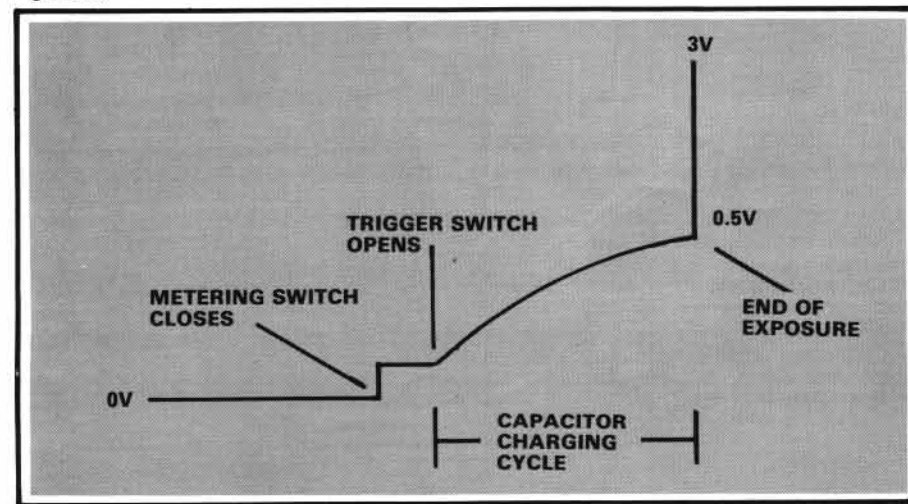 3V
0.5V
TRIGGER SWITCH
OPENS
METERING SWITCH
CLOSES
END OF
EXPOSURE
0V
CAPACITOR
CHARGING
CYCLE